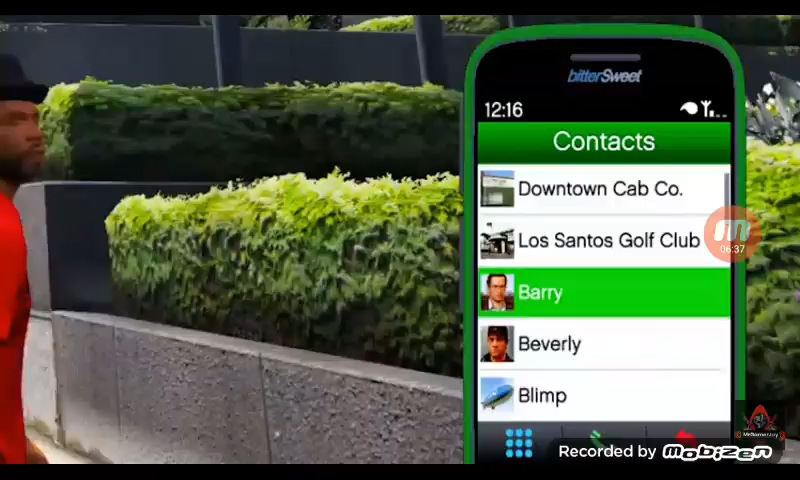 bitterSweet
12:16
Contacts
Downtown Cab Co.
Los Santos Golf Club
06:37
Barry
Beverly
Blimp
Recorded by mobizen